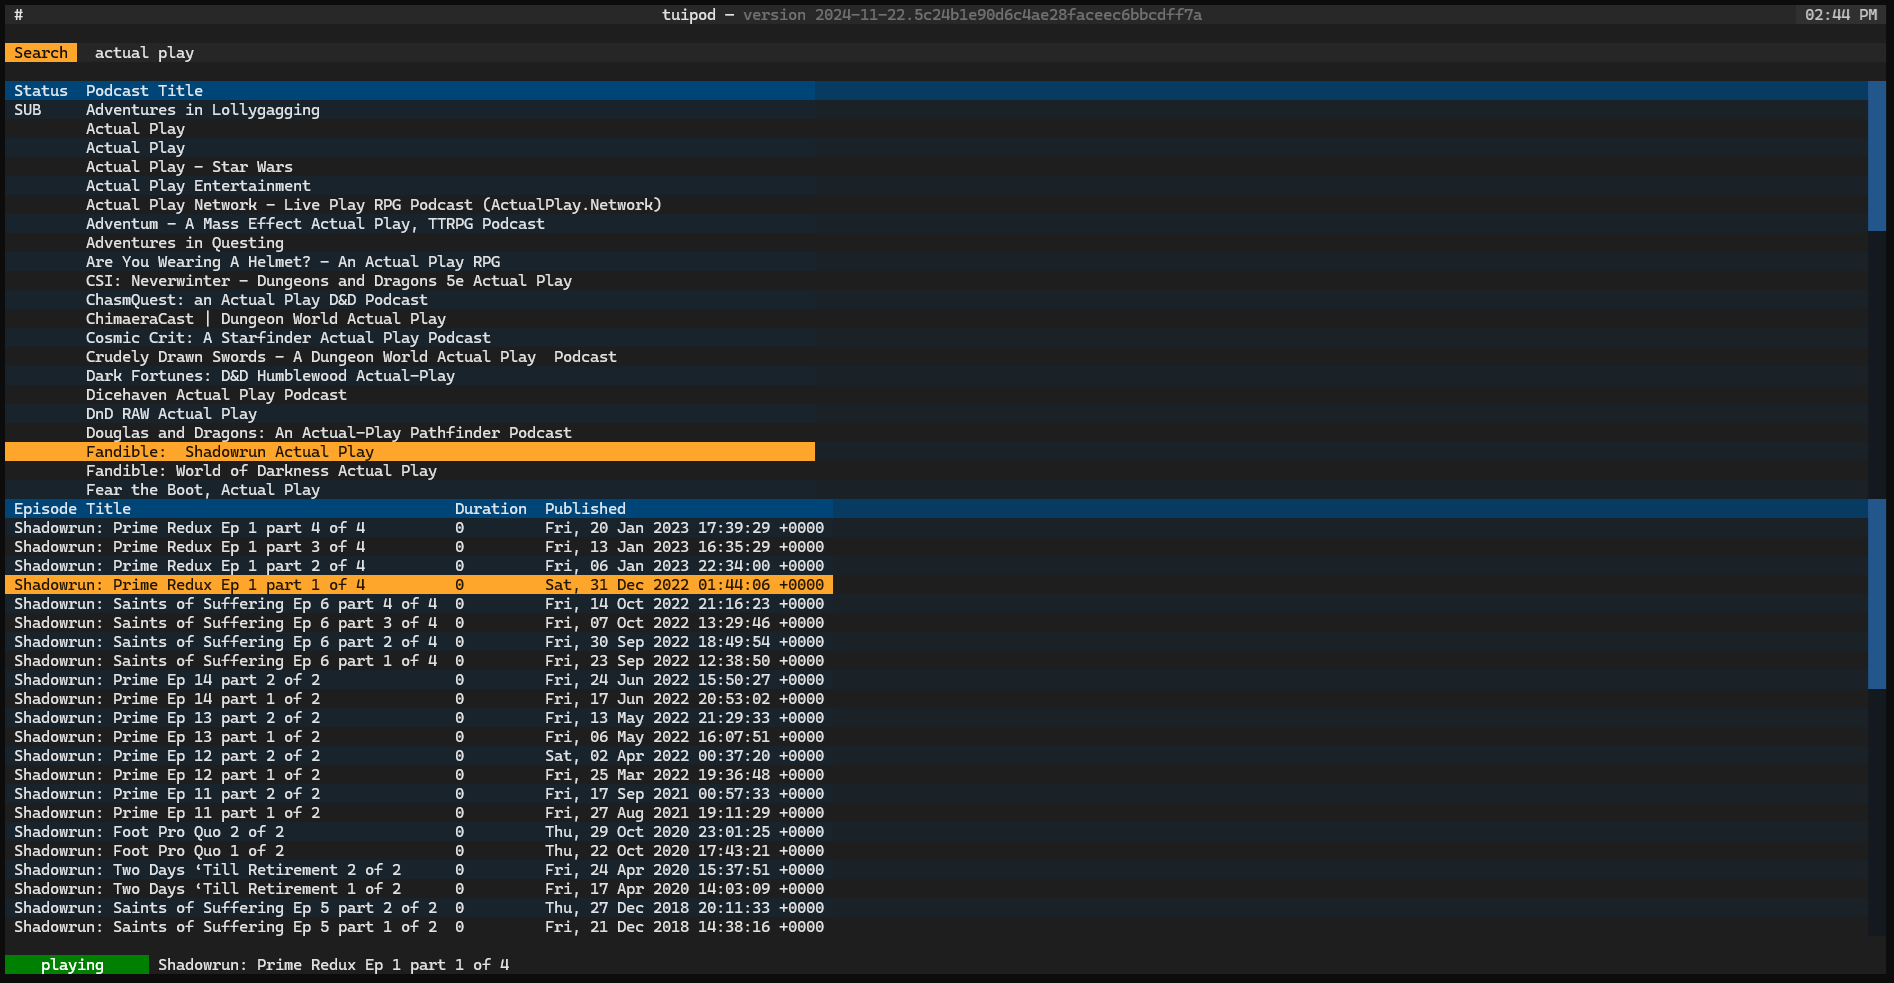 # tuipod — version 2024-11-22.5c24b1e90d6c4ae28faceec6bbcdff7a 02:44 PM
Search actual play
Status Podcast Title
SUB Adventures in Lollygagging
Actual Play
Actual Play
Actual Play - Star Wars
Actual Play Entertainment
Actual Play Network - Live Play RPG Podcast (ActualPlay.Network)
Adventum - A Mass Effect Actual Play, TTRPG Podcast
Adventures in Questing
Are You Wearing A Helmet? - An Actual Play RPG
CSI: Neverwinter - Dungeons and Dragons 5e Actual Play
ChasmQuest: an Actual Play D&D Podcast
ChimaeraCast | Dungeon World Actual Play
Cosmic Crit: A Starfinder Actual Play Podcast
Crudely Drawn Swords - A Dungeon World Actual Play  Podcast
Dark Fortunes: D&D Humblewood Actual-Play
Dicehaven Actual Play Podcast
DnD RAW Actual Play
Douglas and Dragons: An Actual-Play Pathfinder Podcast
Fandible:  Shadowrun Actual Play
Fandible: World of Darkness Actual Play
Fear the Boot, Actual Play
Episode Title Duration Published
Shadowrun: Prime Redux Ep 1 part 4 of 4 0 Fri, 20 Jan 2023 17:39:29 +0000
Shadowrun: Prime Redux Ep 1 part 3 of 4 0 Fri, 13 Jan 2023 16:35:29 +0000
Shadowrun: Prime Redux Ep 1 part 2 of 4 0 Fri, 06 Jan 2023 22:34:00 +0000
Shadowrun: Prime Redux Ep 1 part 1 of 4 0 Sat, 31 Dec 2022 01:44:06 +0000
Shadowrun: Saints of Suffering Ep 6 part 4 of 4 0 Fri, 14 Oct 2022 21:16:23 +0000
Shadowrun: Saints of Suffering Ep 6 part 3 of 4 0 Fri, 07 Oct 2022 13:29:46 +0000
Shadowrun: Saints of Suffering Ep 6 part 2 of 4 0 Fri, 30 Sep 2022 18:49:54 +0000
Shadowrun: Saints of Suffering Ep 6 part 1 of 4 0 Fri, 23 Sep 2022 12:38:50 +0000
Shadowrun: Prime Ep 14 part 2 of 2 0 Fri, 24 Jun 2022 15:50:27 +0000
Shadowrun: Prime Ep 14 part 1 of 2 0 Fri, 17 Jun 2022 20:53:02 +0000
Shadowrun: Prime Ep 13 part 2 of 2 0 Fri, 13 May 2022 21:29:33 +0000
Shadowrun: Prime Ep 13 part 1 of 2 0 Fri, 06 May 2022 16:07:51 +0000
Shadowrun: Prime Ep 12 part 2 of 2 0 Sat, 02 Apr 2022 00:37:20 +0000
Shadowrun: Prime Ep 12 part 1 of 2 0 Fri, 25 Mar 2022 19:36:48 +0000
Shadowrun: Prime Ep 11 part 2 of 2 0 Fri, 17 Sep 2021 00:57:33 +0000
Shadowrun: Prime Ep 11 part 1 of 2 0 Fri, 27 Aug 2021 19:11:29 +0000
Shadowrun: Foot Pro Quo 2 of 2 0 Thu, 29 Oct 2020 23:01:25 +0000
Shadowrun: Foot Pro Quo 1 of 2 0 Thu, 22 Oct 2020 17:43:21 +0000
Shadowrun: Two Days ‘Till Retirement 2 of 2 0 Fri, 24 Apr 2020 15:37:51 +0000
Shadowrun: Two Days ‘Till Retirement 1 of 2 0 Fri, 17 Apr 2020 14:03:09 +0000
Shadowrun: Saints of Suffering Ep 5 part 2 of 2 0 Thu, 27 Dec 2018 20:11:33 +0000
Shadowrun: Saints of Suffering Ep 5 part 1 of 2 0 Fri, 21 Dec 2018 14:38:16 +0000
playing Shadowrun: Prime Redux Ep 1 part 1 of 4